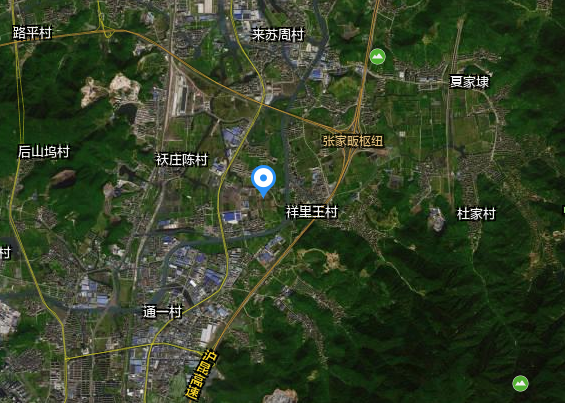 路平村
来苏周村
夏家埭
张家畈枢纽
后山坞村
袄庄陈村
祥里王村
杜家村
村
通一村
沪昆高速